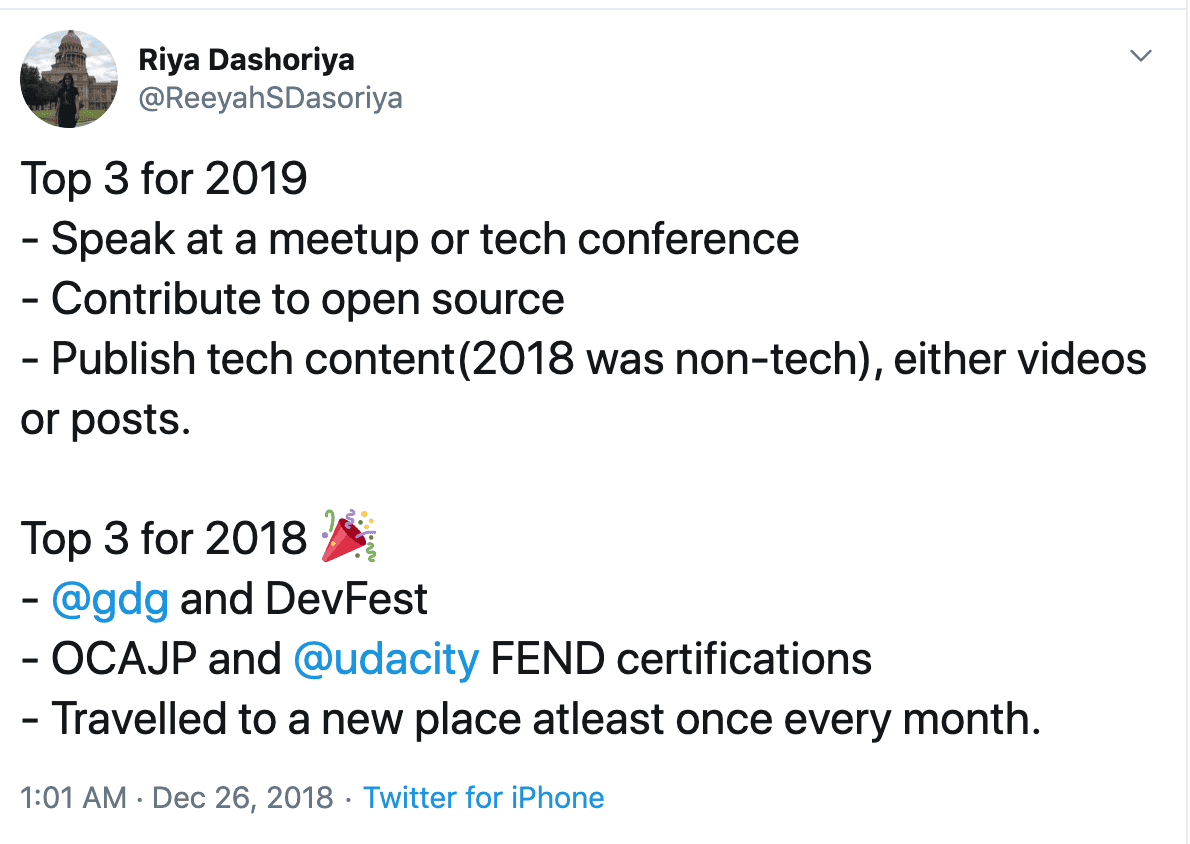 Riya Dashoriya
@ReeyahSDasoriya
Top 3 for 2019
- Speak at a meetup or tech conference
- Contribute to open source
- Publish tech content(2018 was non-tech), either videos
or posts.
Top 3 for 2018 🎉
- @gdg and DevFest
- OCAJP and @udacity FEND certifications
- Travelled to a new place atleast once every month.
1:01 AM · Dec 26, 2018 · Twitter for iPhone